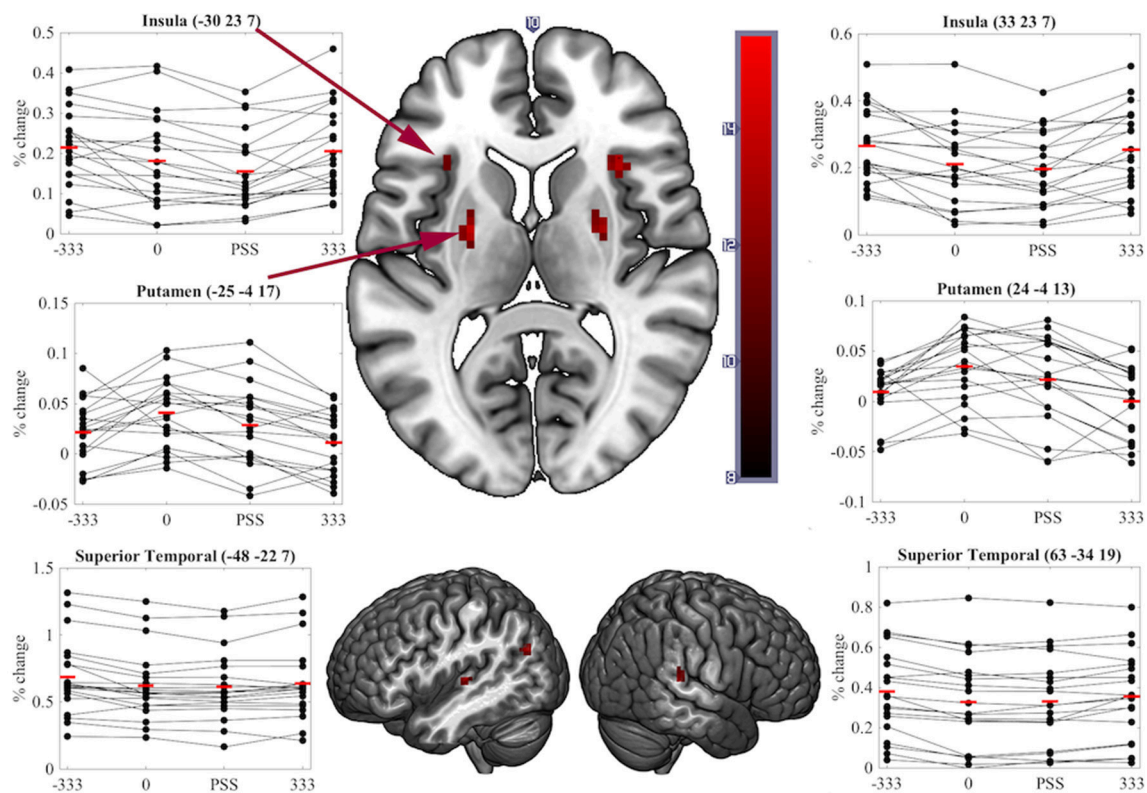 Insula (-30 23 7)
% change
0.5
0.4
0.3
0.2
0.1
0
-333 0 PSS 333
10
14
12
10
8
Insula (33 23 7)
% change
0.6
0.4
0.2
0
-333 0 PSS 333
Putamen (-25 -4 17)
% change
0.15
0.1
0.05
0
-0.05
-333 0 PSS 333
Putamen (24 -4 13)
% change
0.1
0.05
0
-0.05
-0.1
-333 0 PSS 333
Superior Temporal (-48 -22 7)
% change
1.5
1
0.5
0
-333 0 PSS 333
Superior Temporal (63 -34 19)
% change
1
0.8
0.6
0.4
0.2
0
-333 0 PSS 333